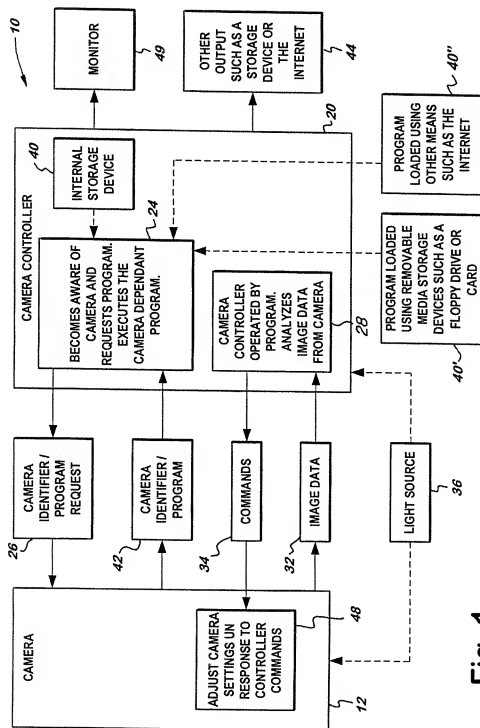 10
CAMERA
12
ADJUST CAMERA
SETTINGS UN
RESPONSE TO
CONTROLLER
COMMANDS
48
CAMERA
IDENTIFIER /
PROGRAM
REQUEST
26
CAMERA
IDENTIFIER /
PROGRAM
42
COMMANDS
34
IMAGE DATA
32
LIGHT SOURCE
36
CAMERA CONTROLLER
20
BECOMES AWARE OF
CAMERA AND
REQUESTS PROGRAM.
EXECUTES THE
CAMERA DEPENDANT
PROGRAM.
24
INTERNAL
STORAGE
DEVICE
40
CAMERA
CONTROLLER
OPERATED BY
PROGRAM.
ANALYZES
IMAGE DATA
FROM CAMERA
28
MONITOR
49
OTHER
OUTPUT
SUCH AS A
STORAGE
DEVICE OR
THE
INTERNET
44
PROGRAM LOADED
USING REMOVABLE
MEDIA STORAGE
DEVICES SUCH AS A
FLOPPY DRIVE OR
CARD
40'
PROGRAM
LOADED USING
OTHER MEANS
SUCH AS THE
INTERNET
40"
Fig. 1